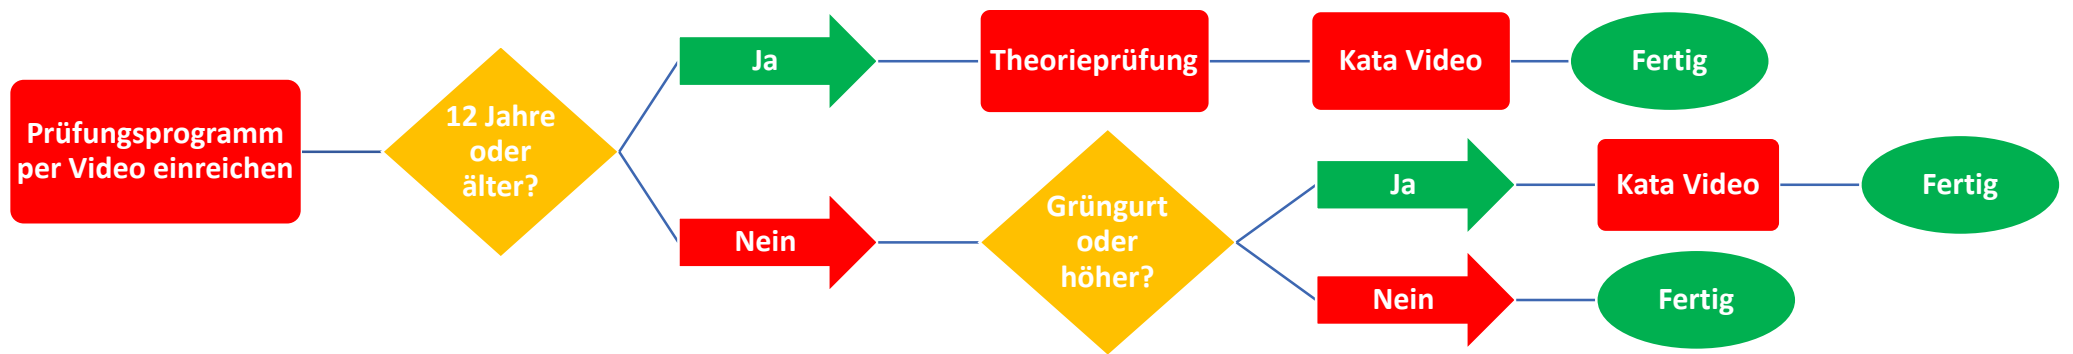 Prüfungsprogramm
per Video einreichen
12 Jahre
oder
älter?
Ja
Theorieprüfung
Kata Video
Fertig
Nein
Grüngurt
oder
höher?
Ja
Kata Video
Fertig
Nein
Fertig